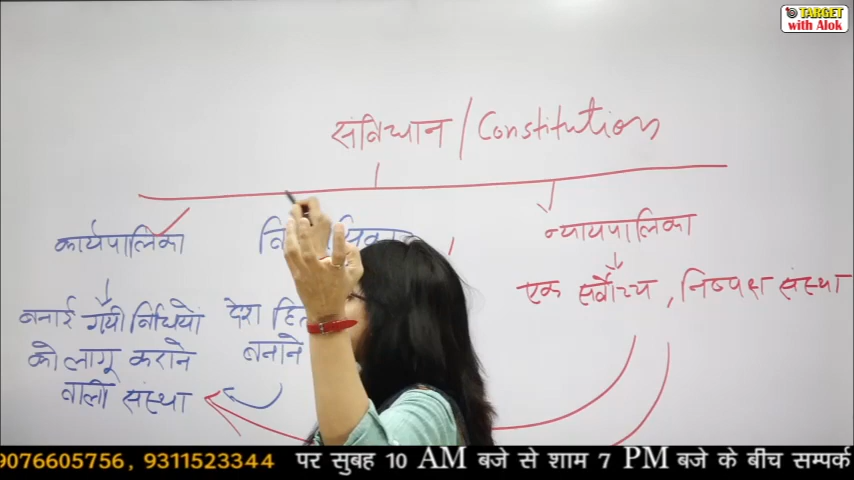 TARGET
with Alok
संविधान / Constitution
कार्यपालिका
न्यायपालिका
बनाई गयी विधियों
को लागू कराने
वाली संस्था
देश
बनाने
एक सर्वोच्च , निष्पक्ष संस्था
9076605756, 9311523344 पर सुबह 10 AM बजे से शाम 7 PM बजे के बीच सम्पर्क